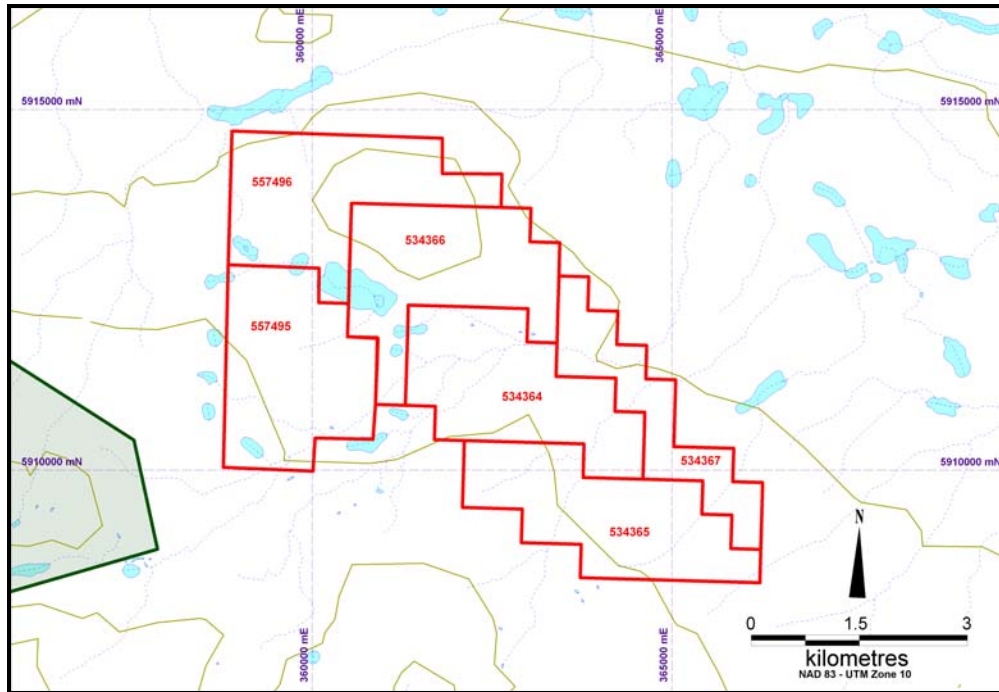 360000 mE
365000 mE
5915000 mN
5915000 mN
557496
534366
557495
534364
5910000 mN
534367
5910000 mN
534365
N
360000 mE
365000 mE
0 1.5 3
kilometres
NAD 83 - UTM Zone 10